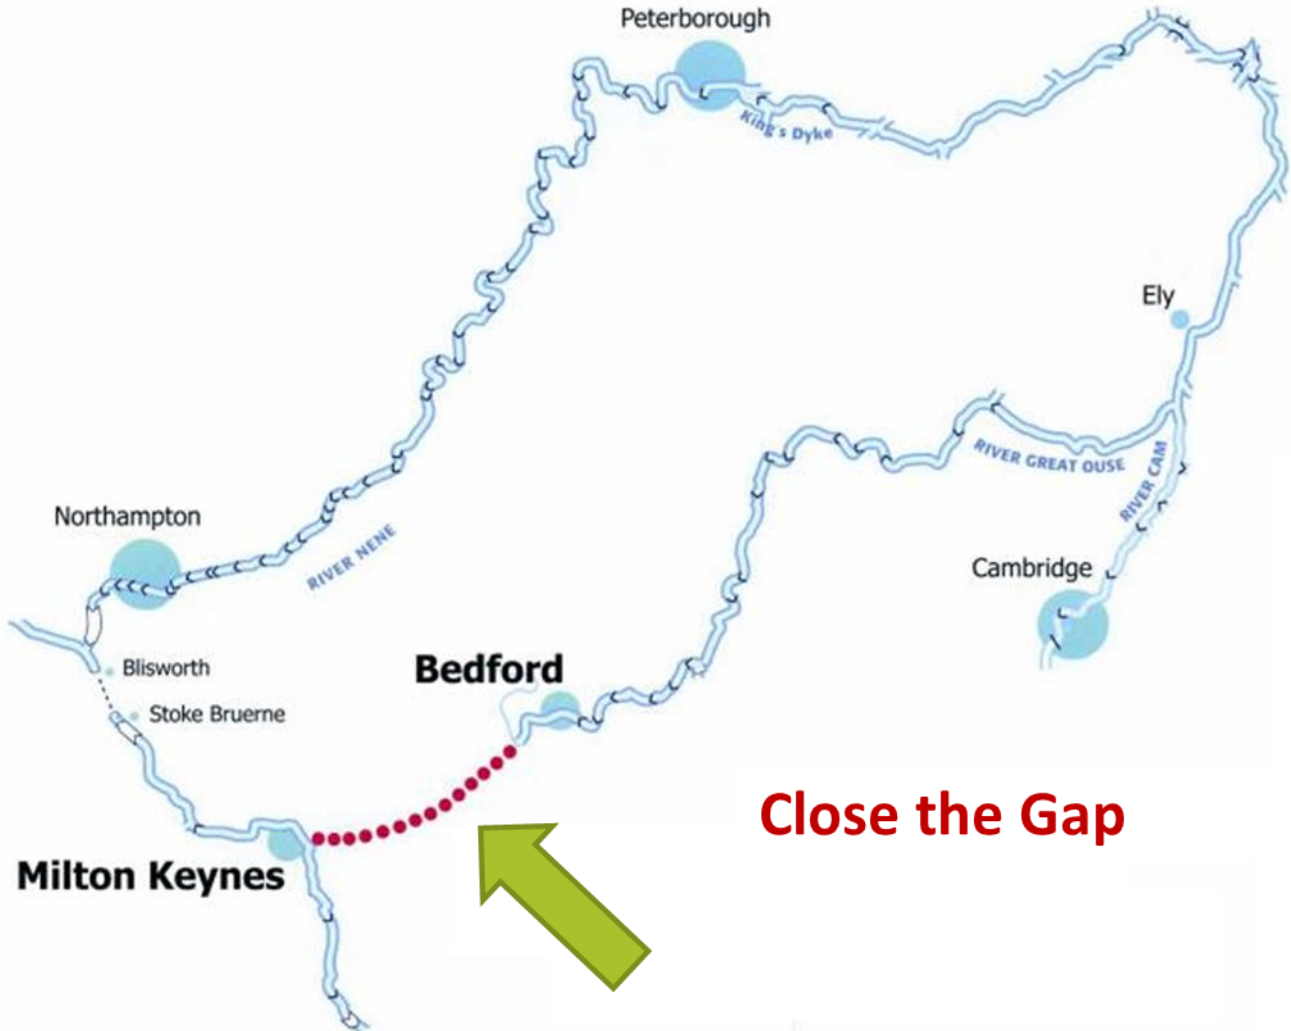 Peterborough
King's Dyke
Ely
RIVER GREAT OUSE
RIVER CAM
Northampton
RIVER NENE
Cambridge
Blisworth
Bedford
Stoke Bruerne
Close the Gap
Milton Keynes